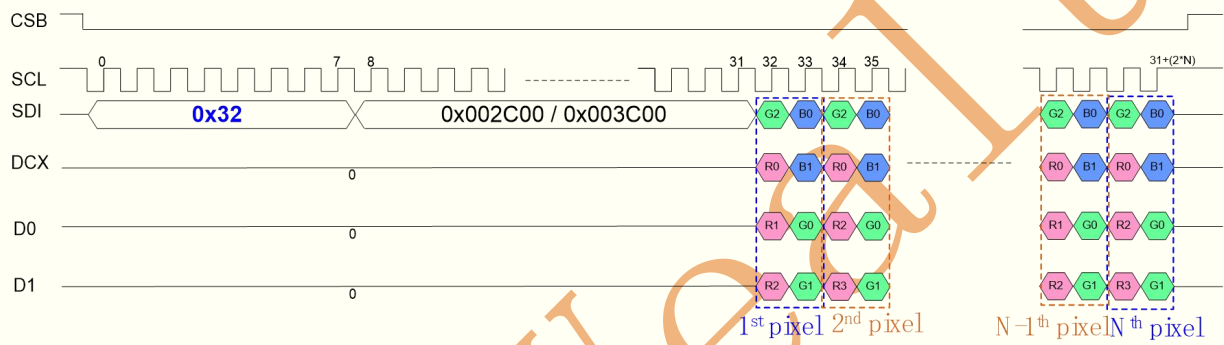 CSB
0 7 8 31 32 33 34 35 31+(2*N)
SCL
SDI 0x32 0x002C00 / 0x003C00 G2 B0 G2 B0 G2 B0 G2 B0
DCX 0 R0 B1 R0 B1 R0 B1 R0 B1
D0 0 R1 G0 R2 G0 R1 G0 R2 G0
D1 0 R2 G1 R3 G1 R2 G1 R3 G1
1st pixel 2nd pixel N-1th pixel Nth pixel